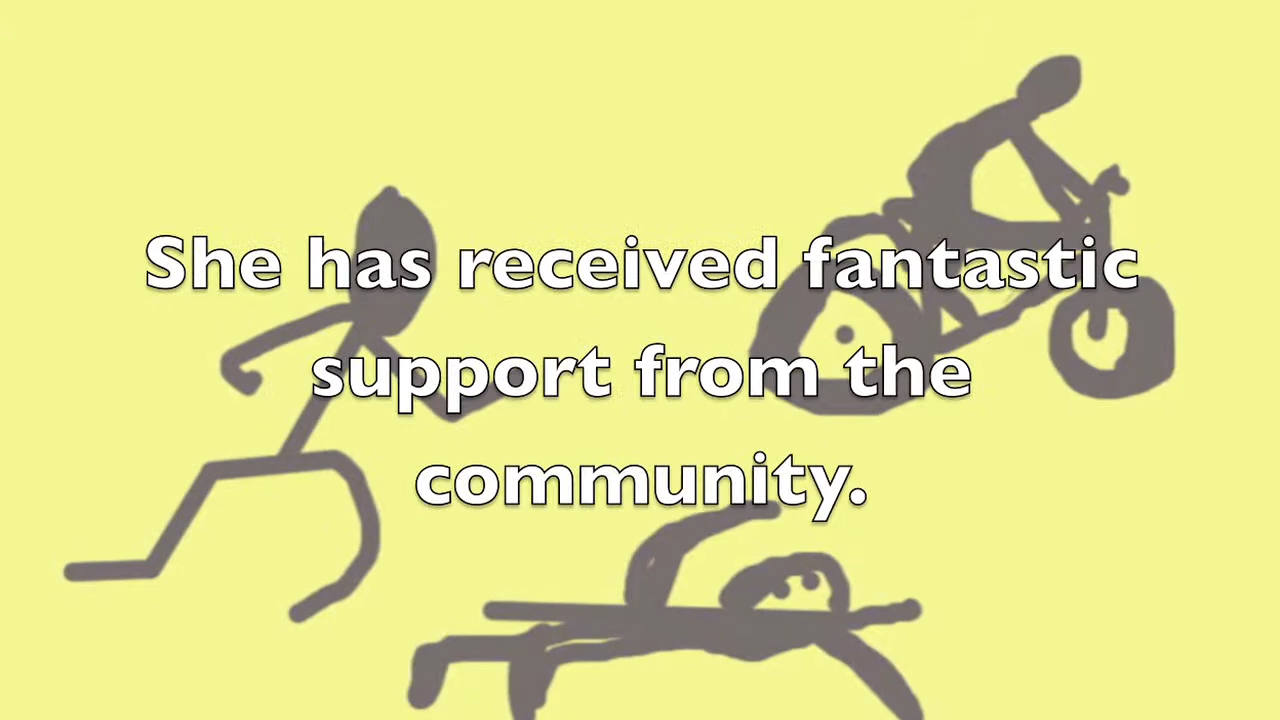 She has received fantastic
support from the
community.